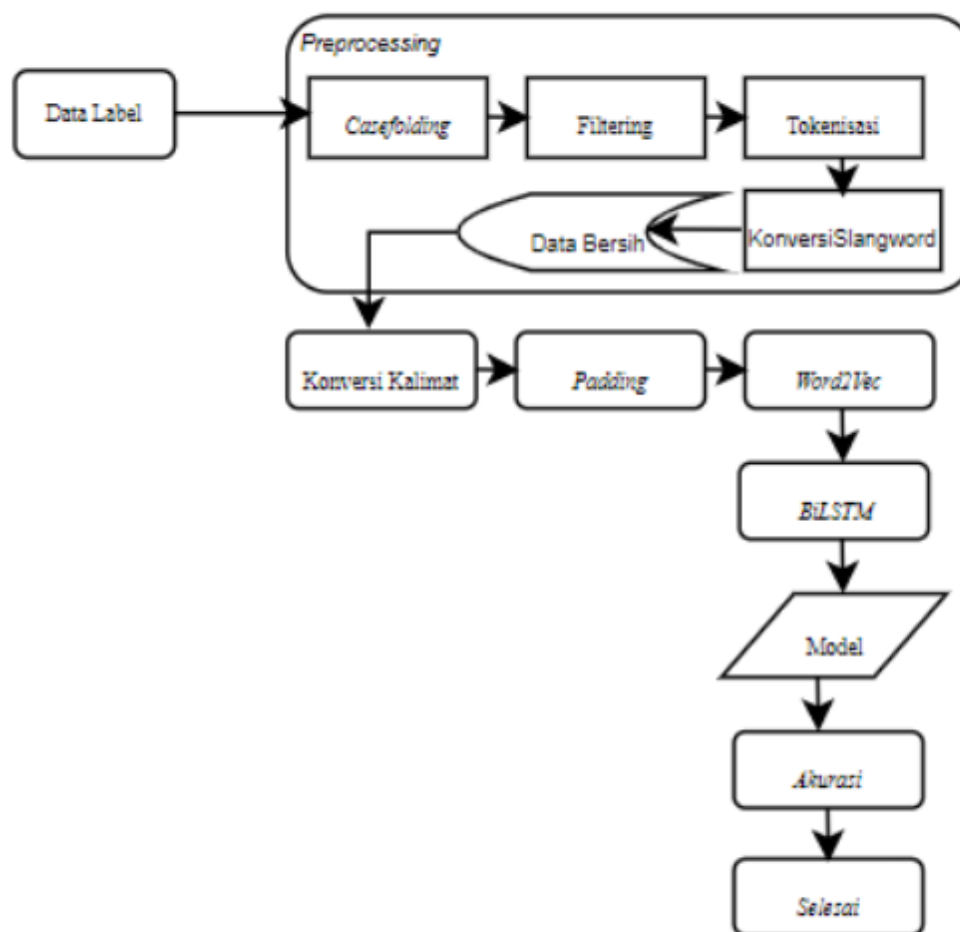 Preprocessing
Data Label
Casefolding
Filtering
Tokenisasi
KonversiSlangword
Data Bersih
Konversi Kalimat
Padding
Word2Vec
BiLSTM
Model
Akurasi
Selesai